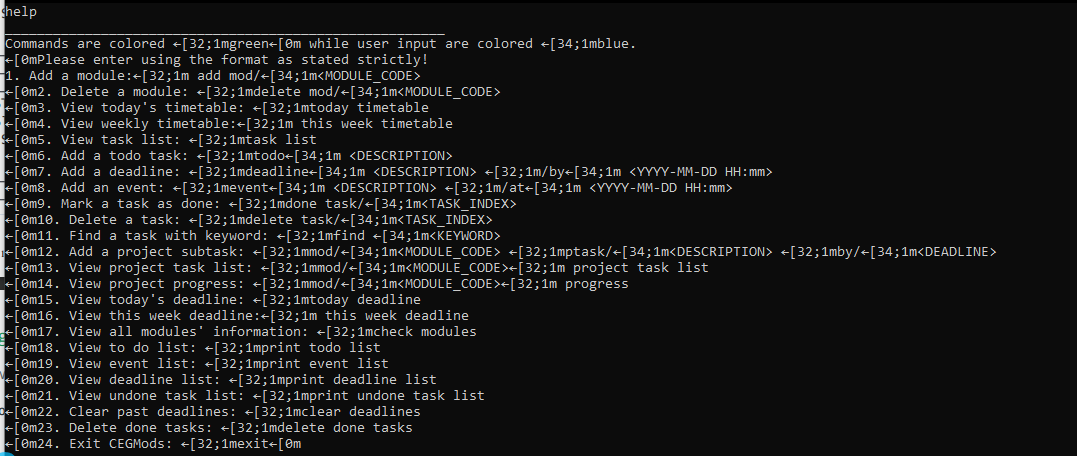 help
Commands are colored ←[32;1mgreen←[0m while user input are colored ←[34;1mblue.
←[0mPlease enter using the format as stated strictly!
1. Add a module:←[32;1m add mod/←[34;1m<MODULE_CODE>
←[0m2. Delete a module: ←[32;1mdelete mod/←[34;1m<MODULE_CODE>
←[0m3. View today's timetable: ←[32;1mtoday timetable
←[0m4. View weekly timetable:←[32;1m this week timetable
←[0m5. View task list: ←[32;1mtask list
←[0m6. Add a todo task: ←[32;1mtodo←[34;1m <DESCRIPTION>
←[0m7. Add a deadline: ←[32;1mdeadline←[34;1m <DESCRIPTION> ←[32;1m/by←[34;1m <YYYY-MM-DD HH:mm>
←[0m8. Add an event: ←[32;1mevent←[34;1m <DESCRIPTION> ←[32;1m/at←[34;1m <YYYY-MM-DD HH:mm>
←[0m9. Mark a task as done: ←[32;1mdone task/←[34;1m<TASK_INDEX>
←[0m10. Delete a task: ←[32;1mdelete task/←[34;1m<TASK_INDEX>
←[0m11. Find a task with keyword: ←[32;1mfind ←[34;1m<KEYWORD>
←[0m12. Add a project subtask: ←[32;1mmod/←[34;1m<MODULE_CODE> ←[32;1mptask/←[34;1m<DESCRIPTION> ←[32;1mby/←[34;1m<DEADLINE>
←[0m13. View project task list: ←[32;1mmod/←[34;1m<MODULE_CODE>←[32;1m project task list
←[0m14. View project progress: ←[32;1mmod/←[34;1m<MODULE_CODE>←[32;1m progress
←[0m15. View today's deadline: ←[32;1mtoday deadline
←[0m16. View this week deadline:←[32;1m this week deadline
←[0m17. View all modules' information: ←[32;1mcheck modules
←[0m18. View to do list: ←[32;1mprint todo list
←[0m19. View event list: ←[32;1mprint event list
←[0m20. View deadline list: ←[32;1mprint deadline list
←[0m21. View undone task list: ←[32;1mprint undone task list
←[0m22. Clear past deadlines: ←[32;1mclear deadlines
←[0m23. Delete done tasks: ←[32;1mdelete done tasks
←[0m24. Exit CEGMods: ←[32;1mexit←[0m